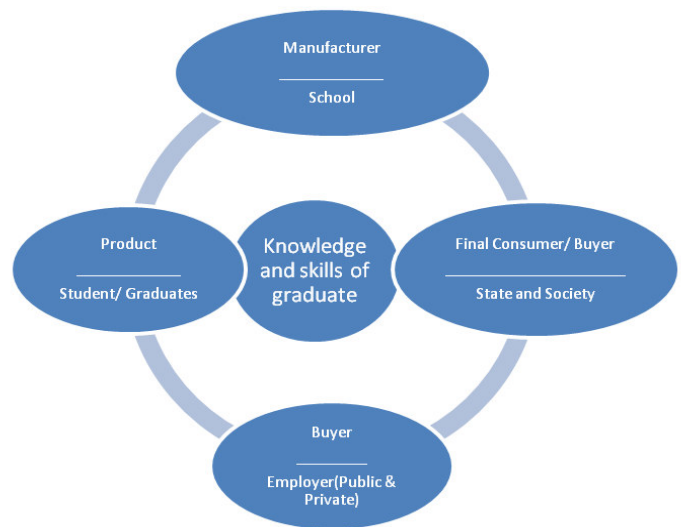 Manufacturer
School
Product
Student/ Graduates
Knowledge
and skills of
graduate
Final Consumer/ Buyer
State and Society
Buyer
Employer(Public &
Private)